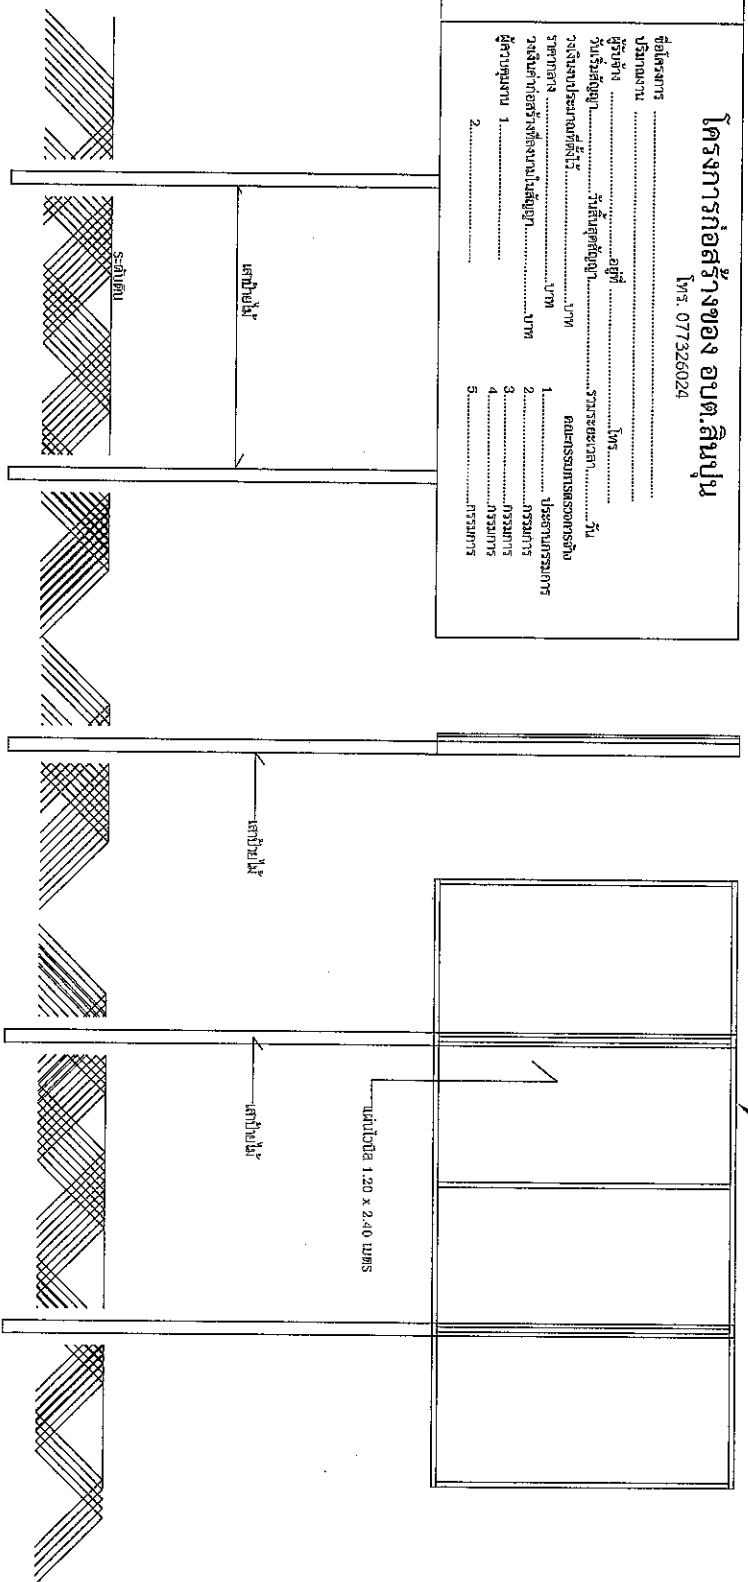 โครงการก่อสร้างของ อบต.สินปุน
โทร. 077326024
ชื่อโครงการ ........................................
ปริมาณงาน ........................................
ผู้รับจ้าง ....................อยู่ที่ ....................โทร....................
วันเริ่มสัญญา....................วันสิ้นสุดสัญญา....................รวมระยะเวลา..........วัน
วงเงินงบประมาณที่ตั้งไว้....................บาท
ราคากลาง ....................บาท
วงเงินค่าก่อสร้างที่ลงนามในสัญญา....................บาท
ผู้ควบคุมงาน 1....................
2....................
คณะกรรมการตรวจการจ้าง
1.................... ประธานกรรมการ
2....................กรรมการ
3....................กรรมการ
4....................กรรมการ
5....................กรรมการ
เสาป้ายไม้
ระดับดิน
เสาป้ายไม้
เสาป้ายไม้
แผ่นไวนิล 1.20 x 2.40 เมตร